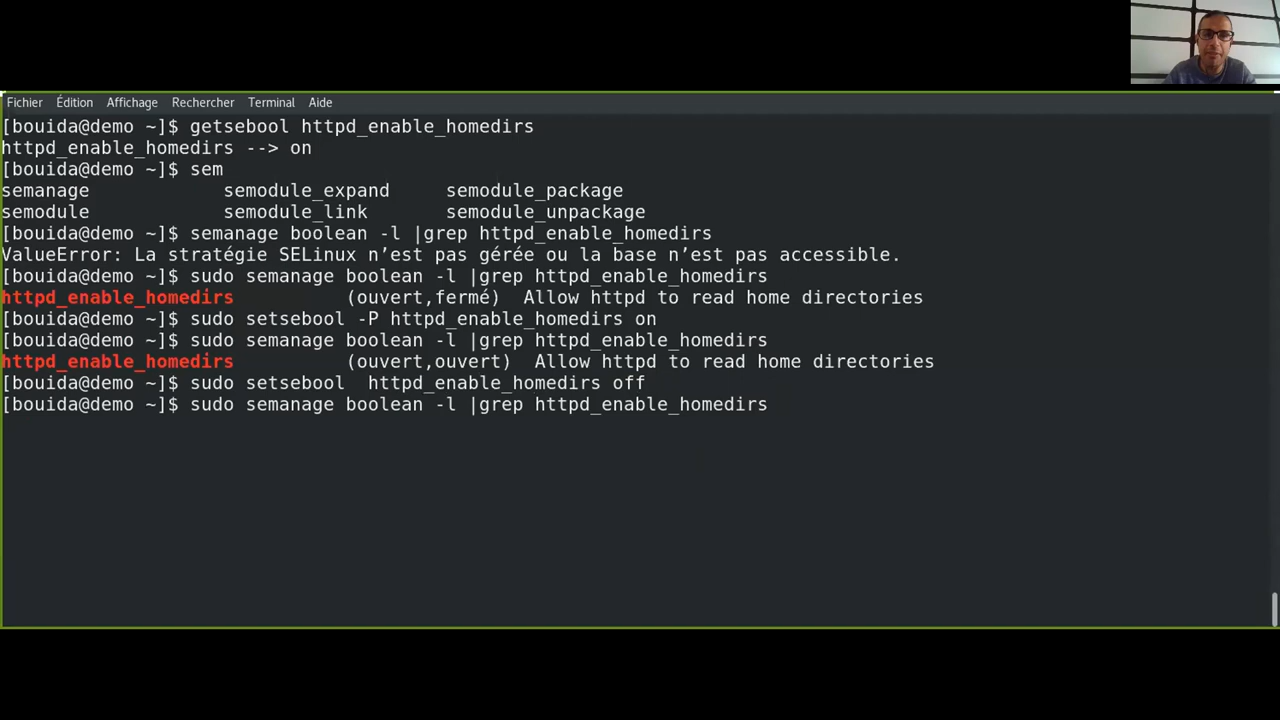 Fichier Édition Affichage Rechercher Terminal Aide
[bouida@demo ~]$ getsebool httpd_enable_homedirs
httpd_enable_homedirs --> on
[bouida@demo ~]$ sem
semanage            semodule_expand     semodule_package
semodule            semodule_link       semodule_unpackage
[bouida@demo ~]$ semanage boolean -l |grep httpd_enable_homedirs
ValueError: La stratégie SELinux n’est pas gérée ou la base n’est pas accessible.
[bouida@demo ~]$ sudo semanage boolean -l |grep httpd_enable_homedirs
httpd_enable_homedirs          (ouvert,fermé)  Allow httpd to read home directories
[bouida@demo ~]$ sudo setsebool -P httpd_enable_homedirs on
[bouida@demo ~]$ sudo semanage boolean -l |grep httpd_enable_homedirs
httpd_enable_homedirs          (ouvert,ouvert)  Allow httpd to read home directories
[bouida@demo ~]$ sudo setsebool  httpd_enable_homedirs off
[bouida@demo ~]$ sudo semanage boolean -l |grep httpd_enable_homedirs